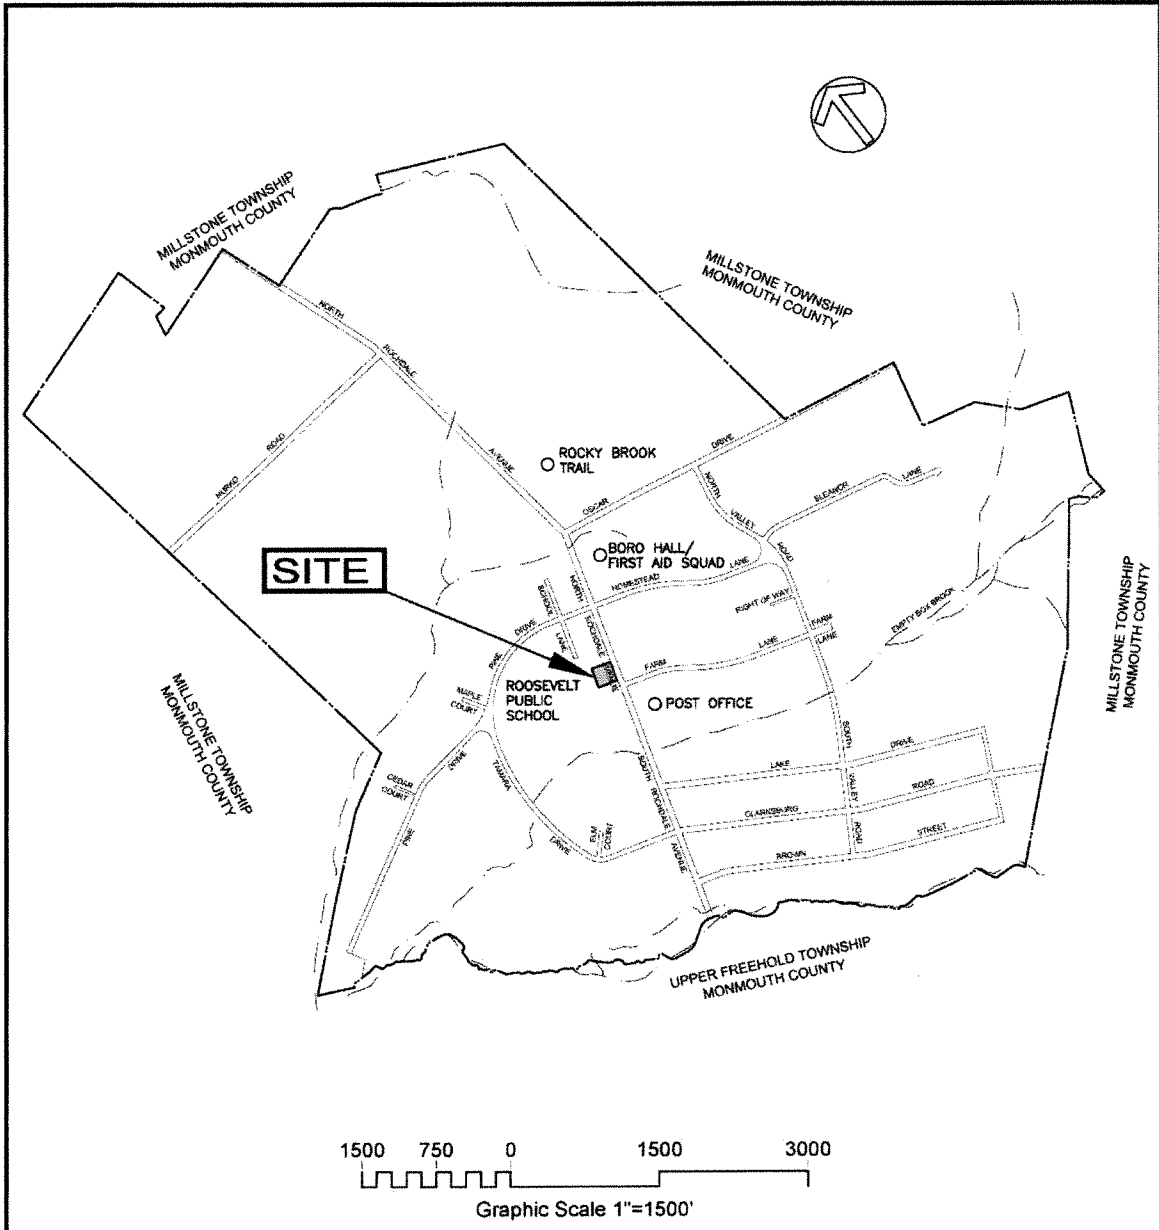 MILLSTONE TOWNSHIP
MONMOUTH COUNTY
MILLSTONE TOWNSHIP
MONMOUTH COUNTY
NORTH
ROCHDALE
AVENUE
NURKO
ROAD
ROCKY BROOK
TRAIL
OSCAR
DRIVE
NORTH
VALLEY
ROAD
ELEANOR
LANE
SITE
BORO HALL/
FIRST AID SQUAD
HOMESTEAD
LANE
SCHOOL
LANE
NORTH
ROCHDALE
PINE
DRIVE
RIGHT OF WAY
FARM
LANE
FARM
LANE
EMPTY BOX BROOK
ROOSEVELT
PUBLIC
SCHOOL
POST OFFICE
MAPLE
COURT
MILLSTONE TOWNSHIP
MONMOUTH COUNTY
MILLSTONE TOWNSHIP
MONMOUTH COUNTY
CEDAR
COURT
PINE
DRIVE
TAMARA
DRIVE
ELM
COURT
SOUTH
ROCHDALE
AVENUE
LAKE
DRIVE
SOUTH
VALLEY
ROAD
CLARKSBURG
ROAD
BROWN
STREET
UPPER FREEHOLD TOWNSHIP
MONMOUTH COUNTY
1500 750 0 1500 3000
Graphic Scale 1"=1500'